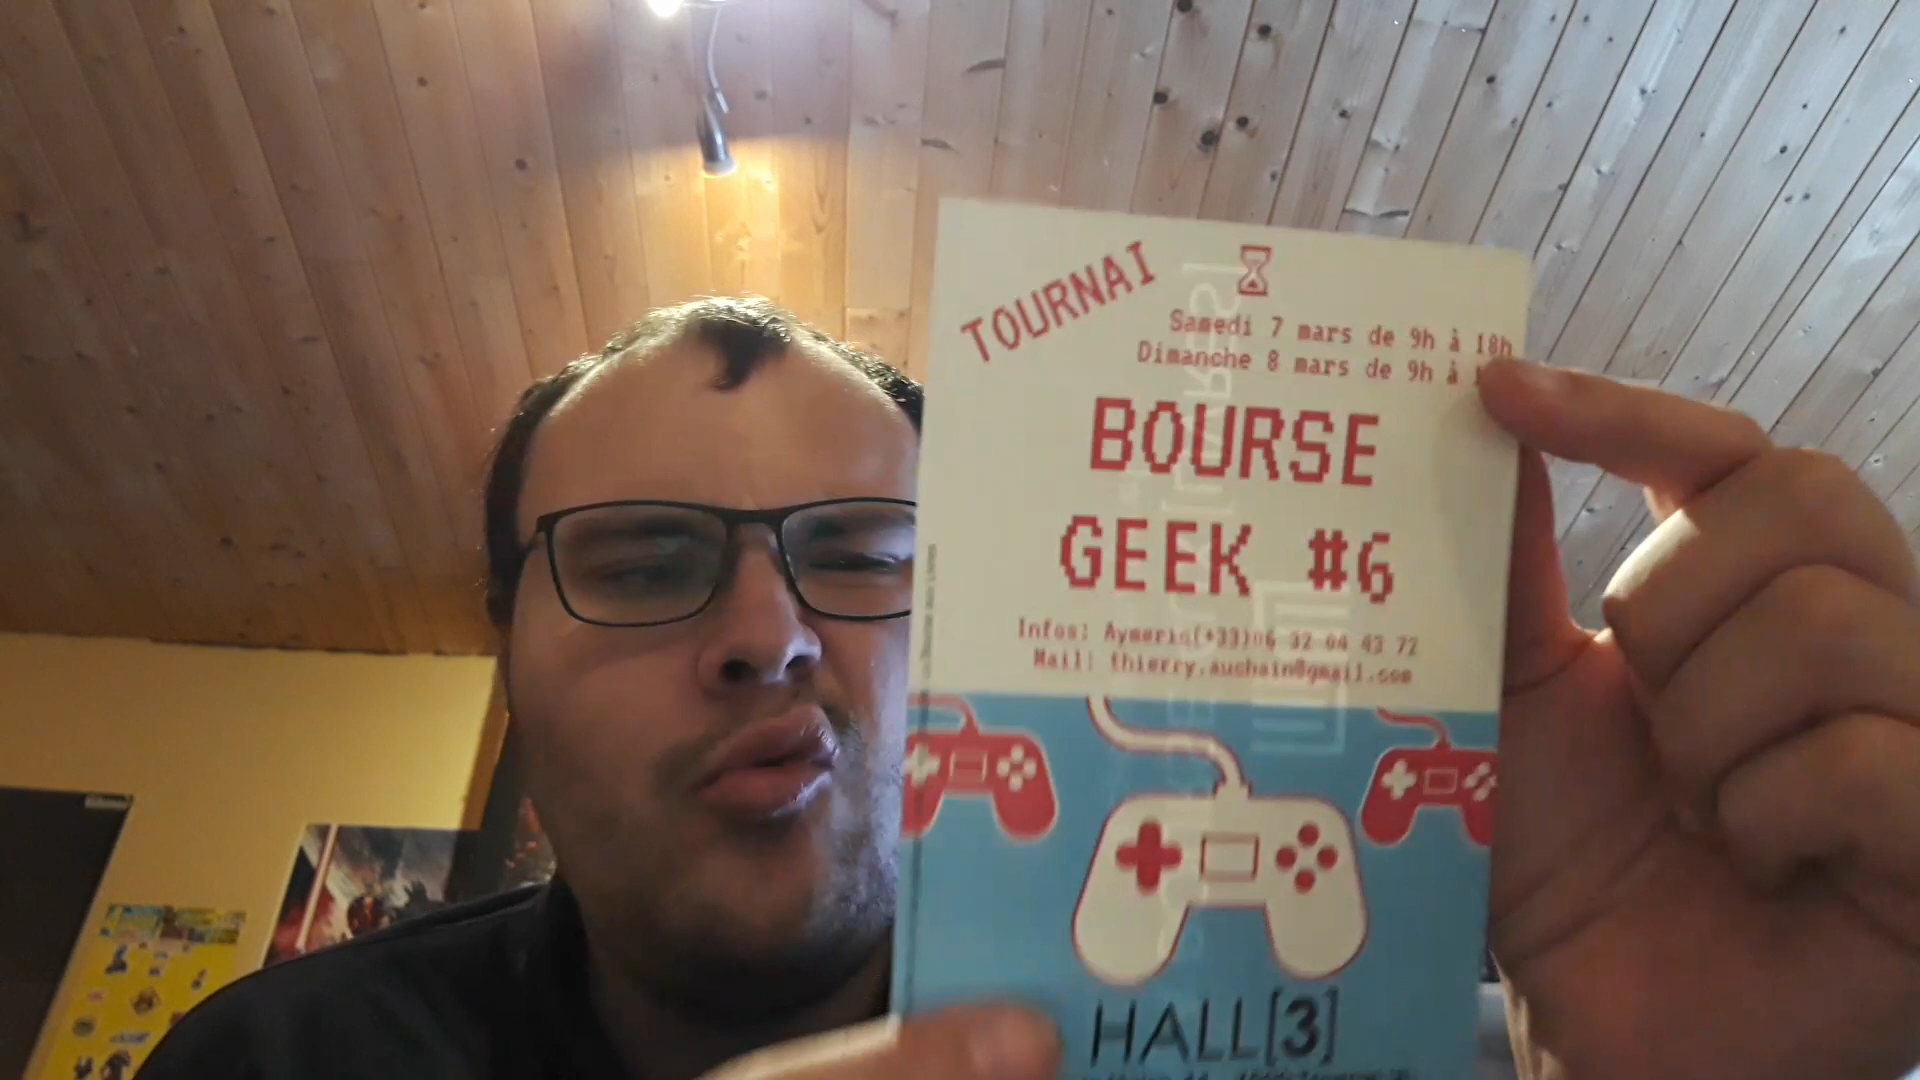 TOURNAI
Samedi 7 mars de 9h à 18h
Dimanche 8 mars de 9h à
BOURSE
GEEK #6
Infos: Aymeric(+33)06 32 04 43 72
Mail: thierry.auchain@gmail.com
HALL[3]